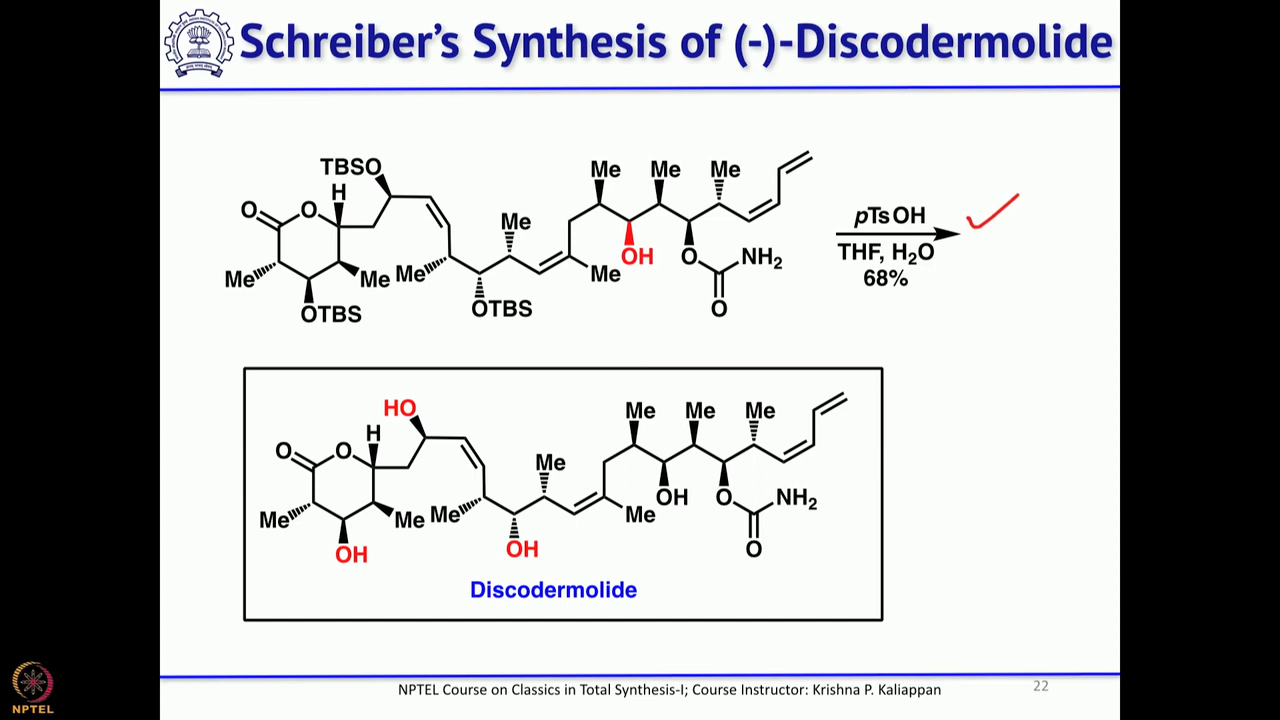 Schreiber's Synthesis of (-)-Discodermolide
TBSO
H
O
O
Me
Me
OTBS
Me
Me
OTBS
Me
Me
Me
Me
OH
O
NH2
O
pTsOH
THF, H2O
68%
HO
H
O
O
Me
Me
OH
Me
Me
OH
Me
Me
Me
Me
OH
O
NH2
O
Discodermolide
NPTEL
NPTEL Course on Classics in Total Synthesis-I; Course Instructor: Krishna P. Kaliappan
22